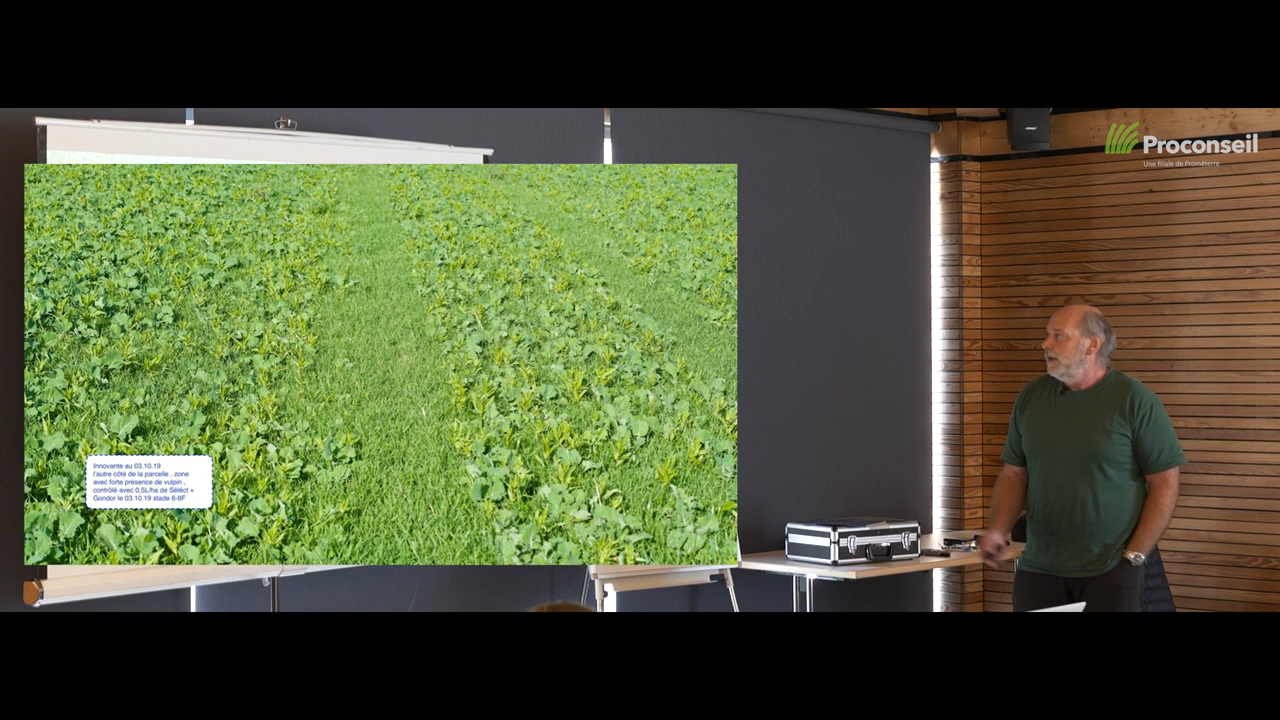 Proconseil
Une filiale de Prométerre
Innovante au 03.10.19
l'autre côté de la parcelle , zone
avec forte présence de vulpin ,
contrôlé avec 0,5L/ha de Séléct +
Gondor le 03.10.19 stade 6-8F